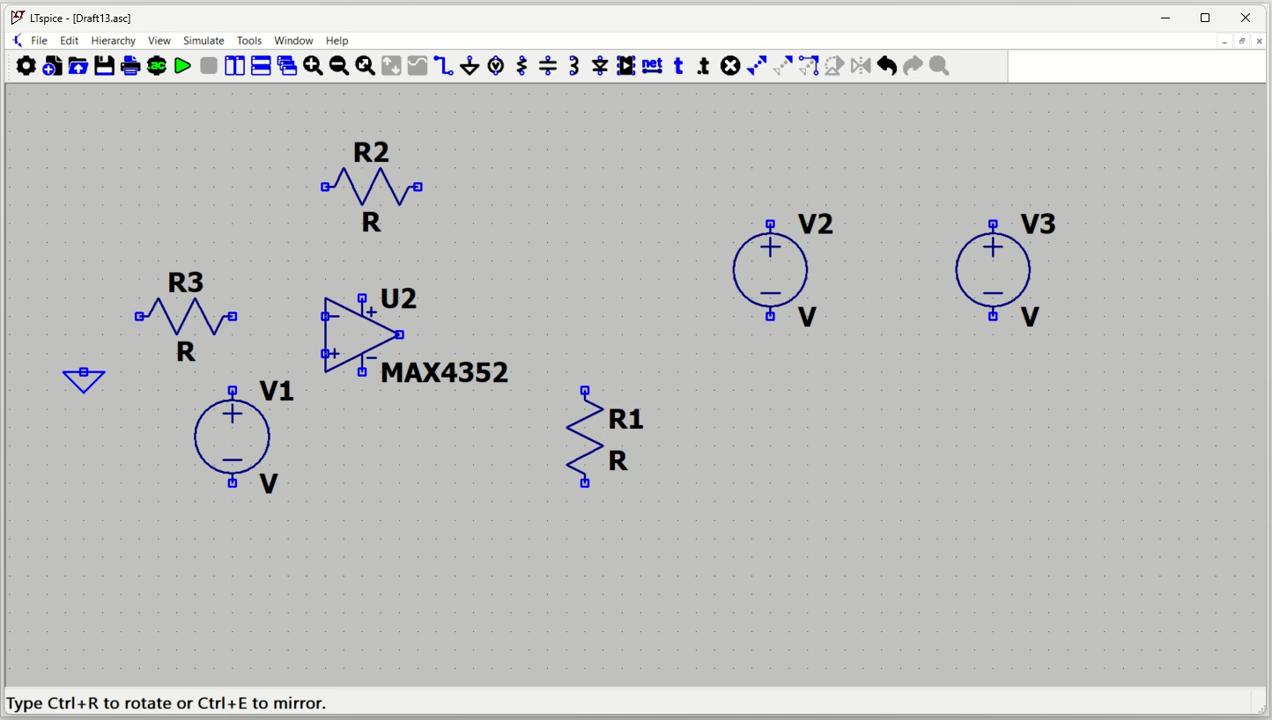 LTspice - [Draft13.asc]
File Edit Hierarchy View Simulate Tools Window Help
.ac net t .t
R2
R
V2
V3
R3
U2
V
V
R
MAX4352
V1
R1
R
V
Type Ctrl+R to rotate or Ctrl+E to mirror.